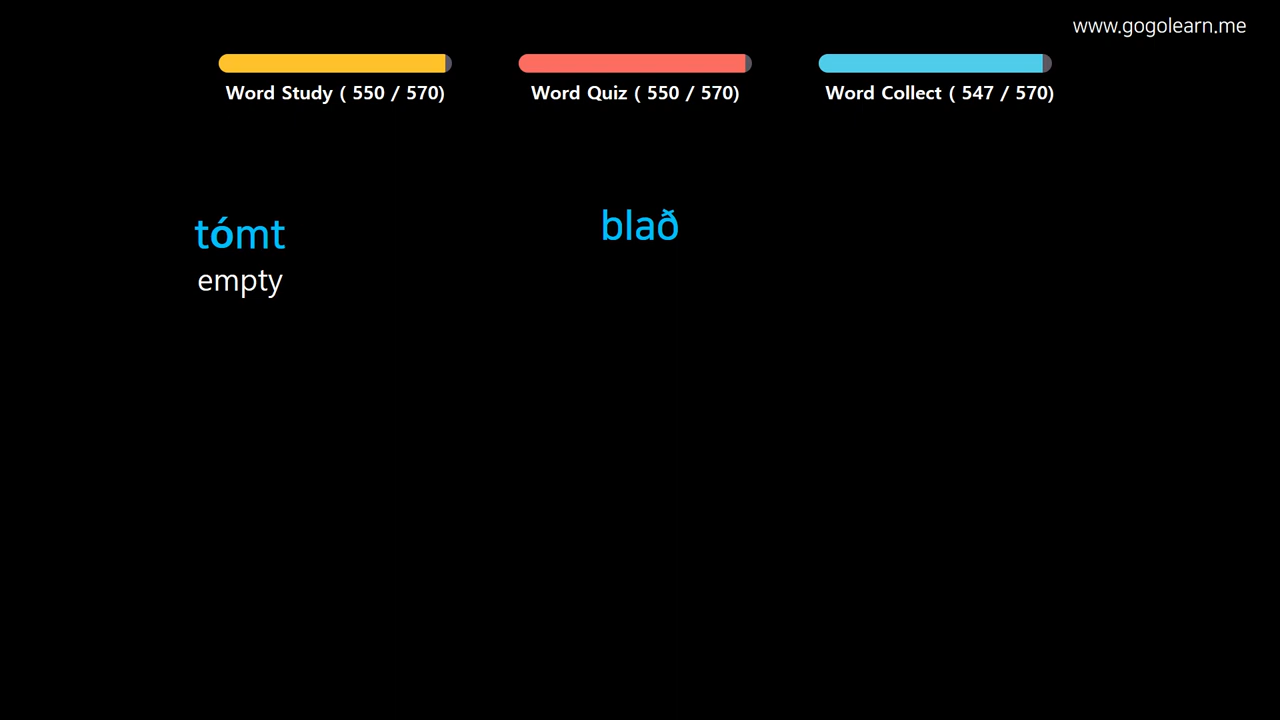 www.gogolearn.me
Word Study ( 550 / 570)
Word Quiz ( 550 / 570)
Word Collect ( 547 / 570)
tómt
empty
blað